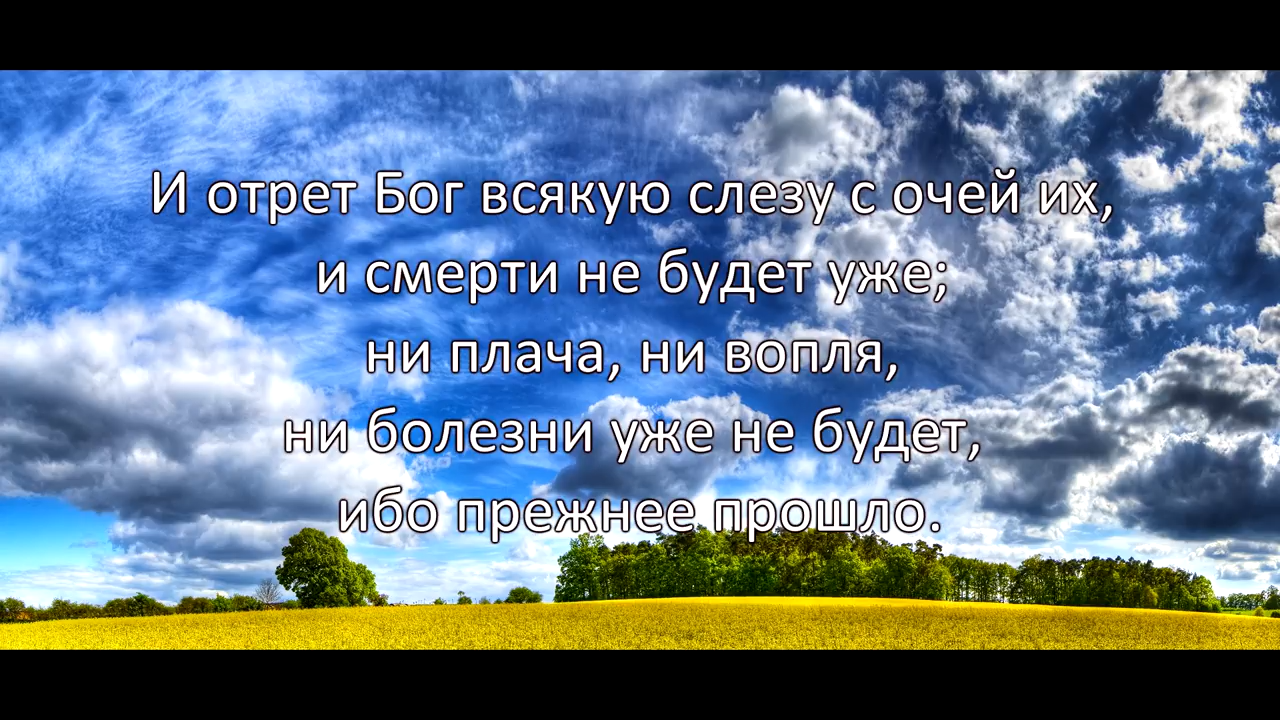 И отрет Бог всякую слезу с очей их,
и смерти не будет уже;
ни плача, ни вопля,
ни болезни уже не будет,
ибо прежнее прошло.